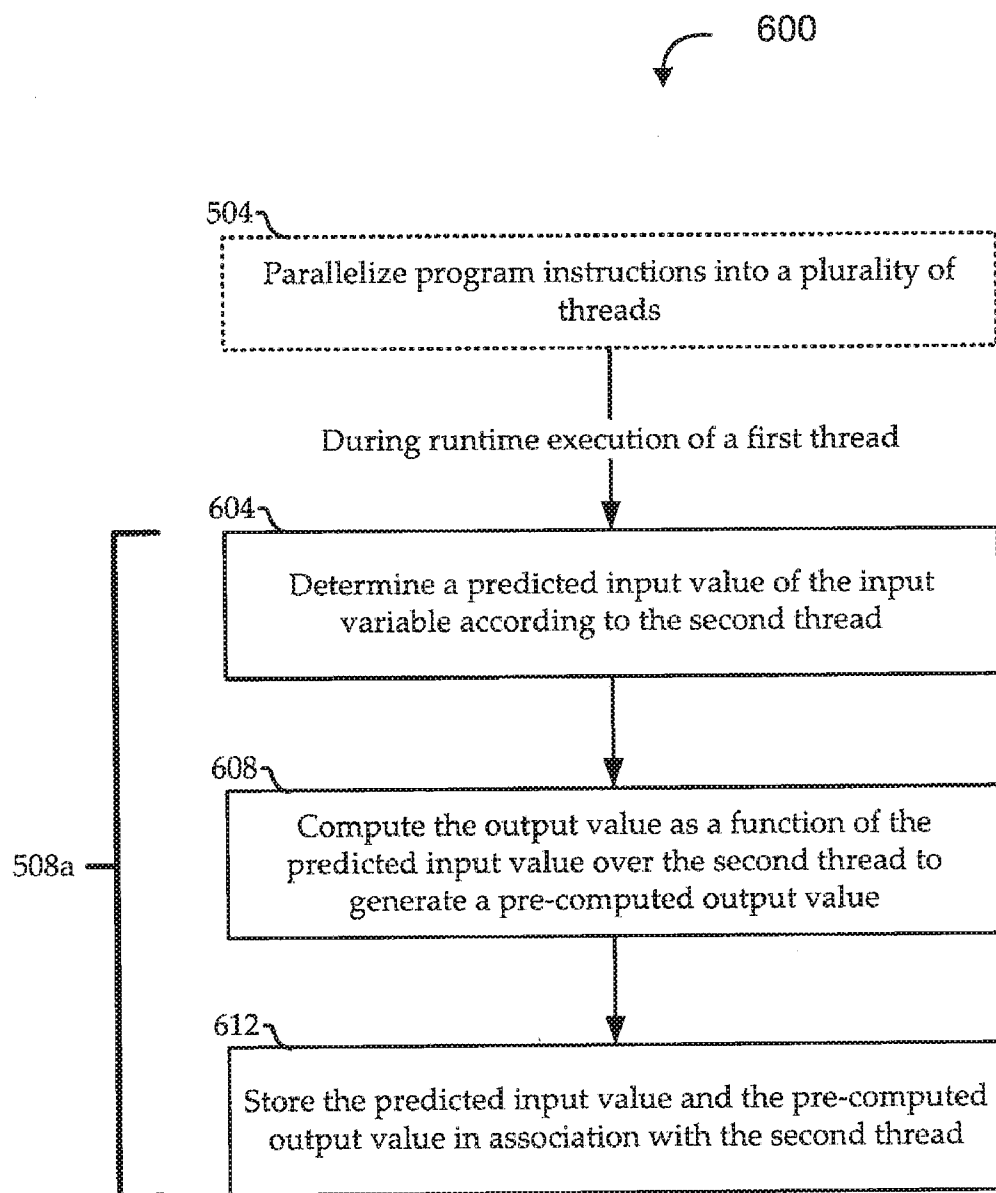 600
504
Parallelize program instructions into a plurality of
threads
During runtime execution of a first thread
604
Determine a predicted input value of the input
variable according to the second thread
608
Compute the output value as a function of the
predicted input value over the second thread to
generate a pre-computed output value
508a
612
Store the predicted input value and the pre-computed
output value in association with the second thread